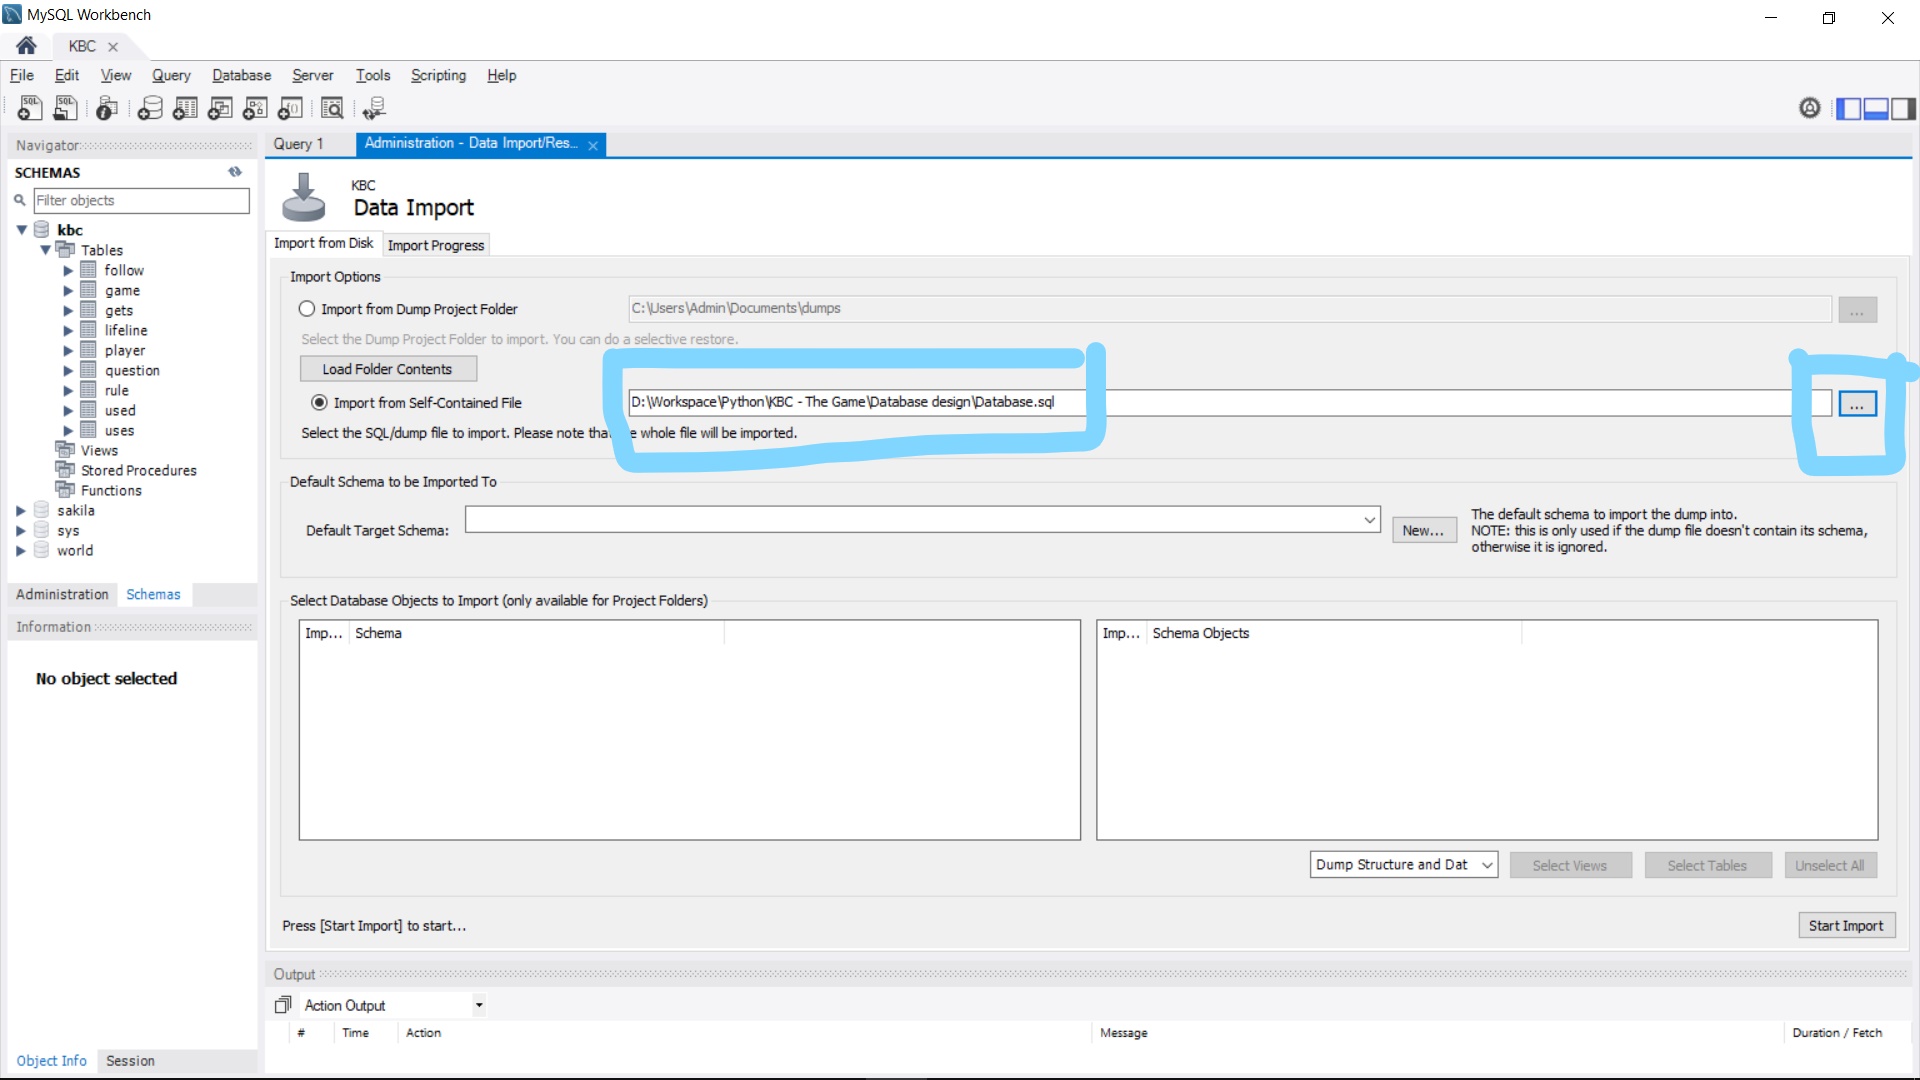 MySQL Workbench
KBC
File Edit View Query Database Server Tools Scripting Help
Navigator
SCHEMAS
Filter objects
kbc
Tables
follow
game
gets
lifeline
player
question
rule
used
uses
Views
Stored Procedures
Functions
sakila
sys
world
Administration Schemas
Information
No object selected
Object Info Session
Query 1 Administration - Data Import/Res...
KBC
Data Import
Import from Disk Import Progress
Import Options
Import from Dump Project Folder C:\Users\Admin\Documents\dumps ...
Select the Dump Project Folder to import. You can do a selective restore.
Load Folder Contents
Import from Self-Contained File D:\Workspace\Python\KBC - The Game\Database design\Database.sql ...
Select the SQL/dump file to import. Please note tha e whole file will be imported.
Default Schema to be Imported To
Default Target Schema: New...
The default schema to import the dump into.
NOTE: this is only used if the dump file doesn't contain its schema,
otherwise it is ignored.
Select Database Objects to Import (only available for Project Folders)
Imp... Schema Imp... Schema Objects
Dump Structure and Dat Select Views Select Tables Unselect All
Press [Start Import] to start... Start Import
Output
Action Output
# Time Action Message Duration / Fetch